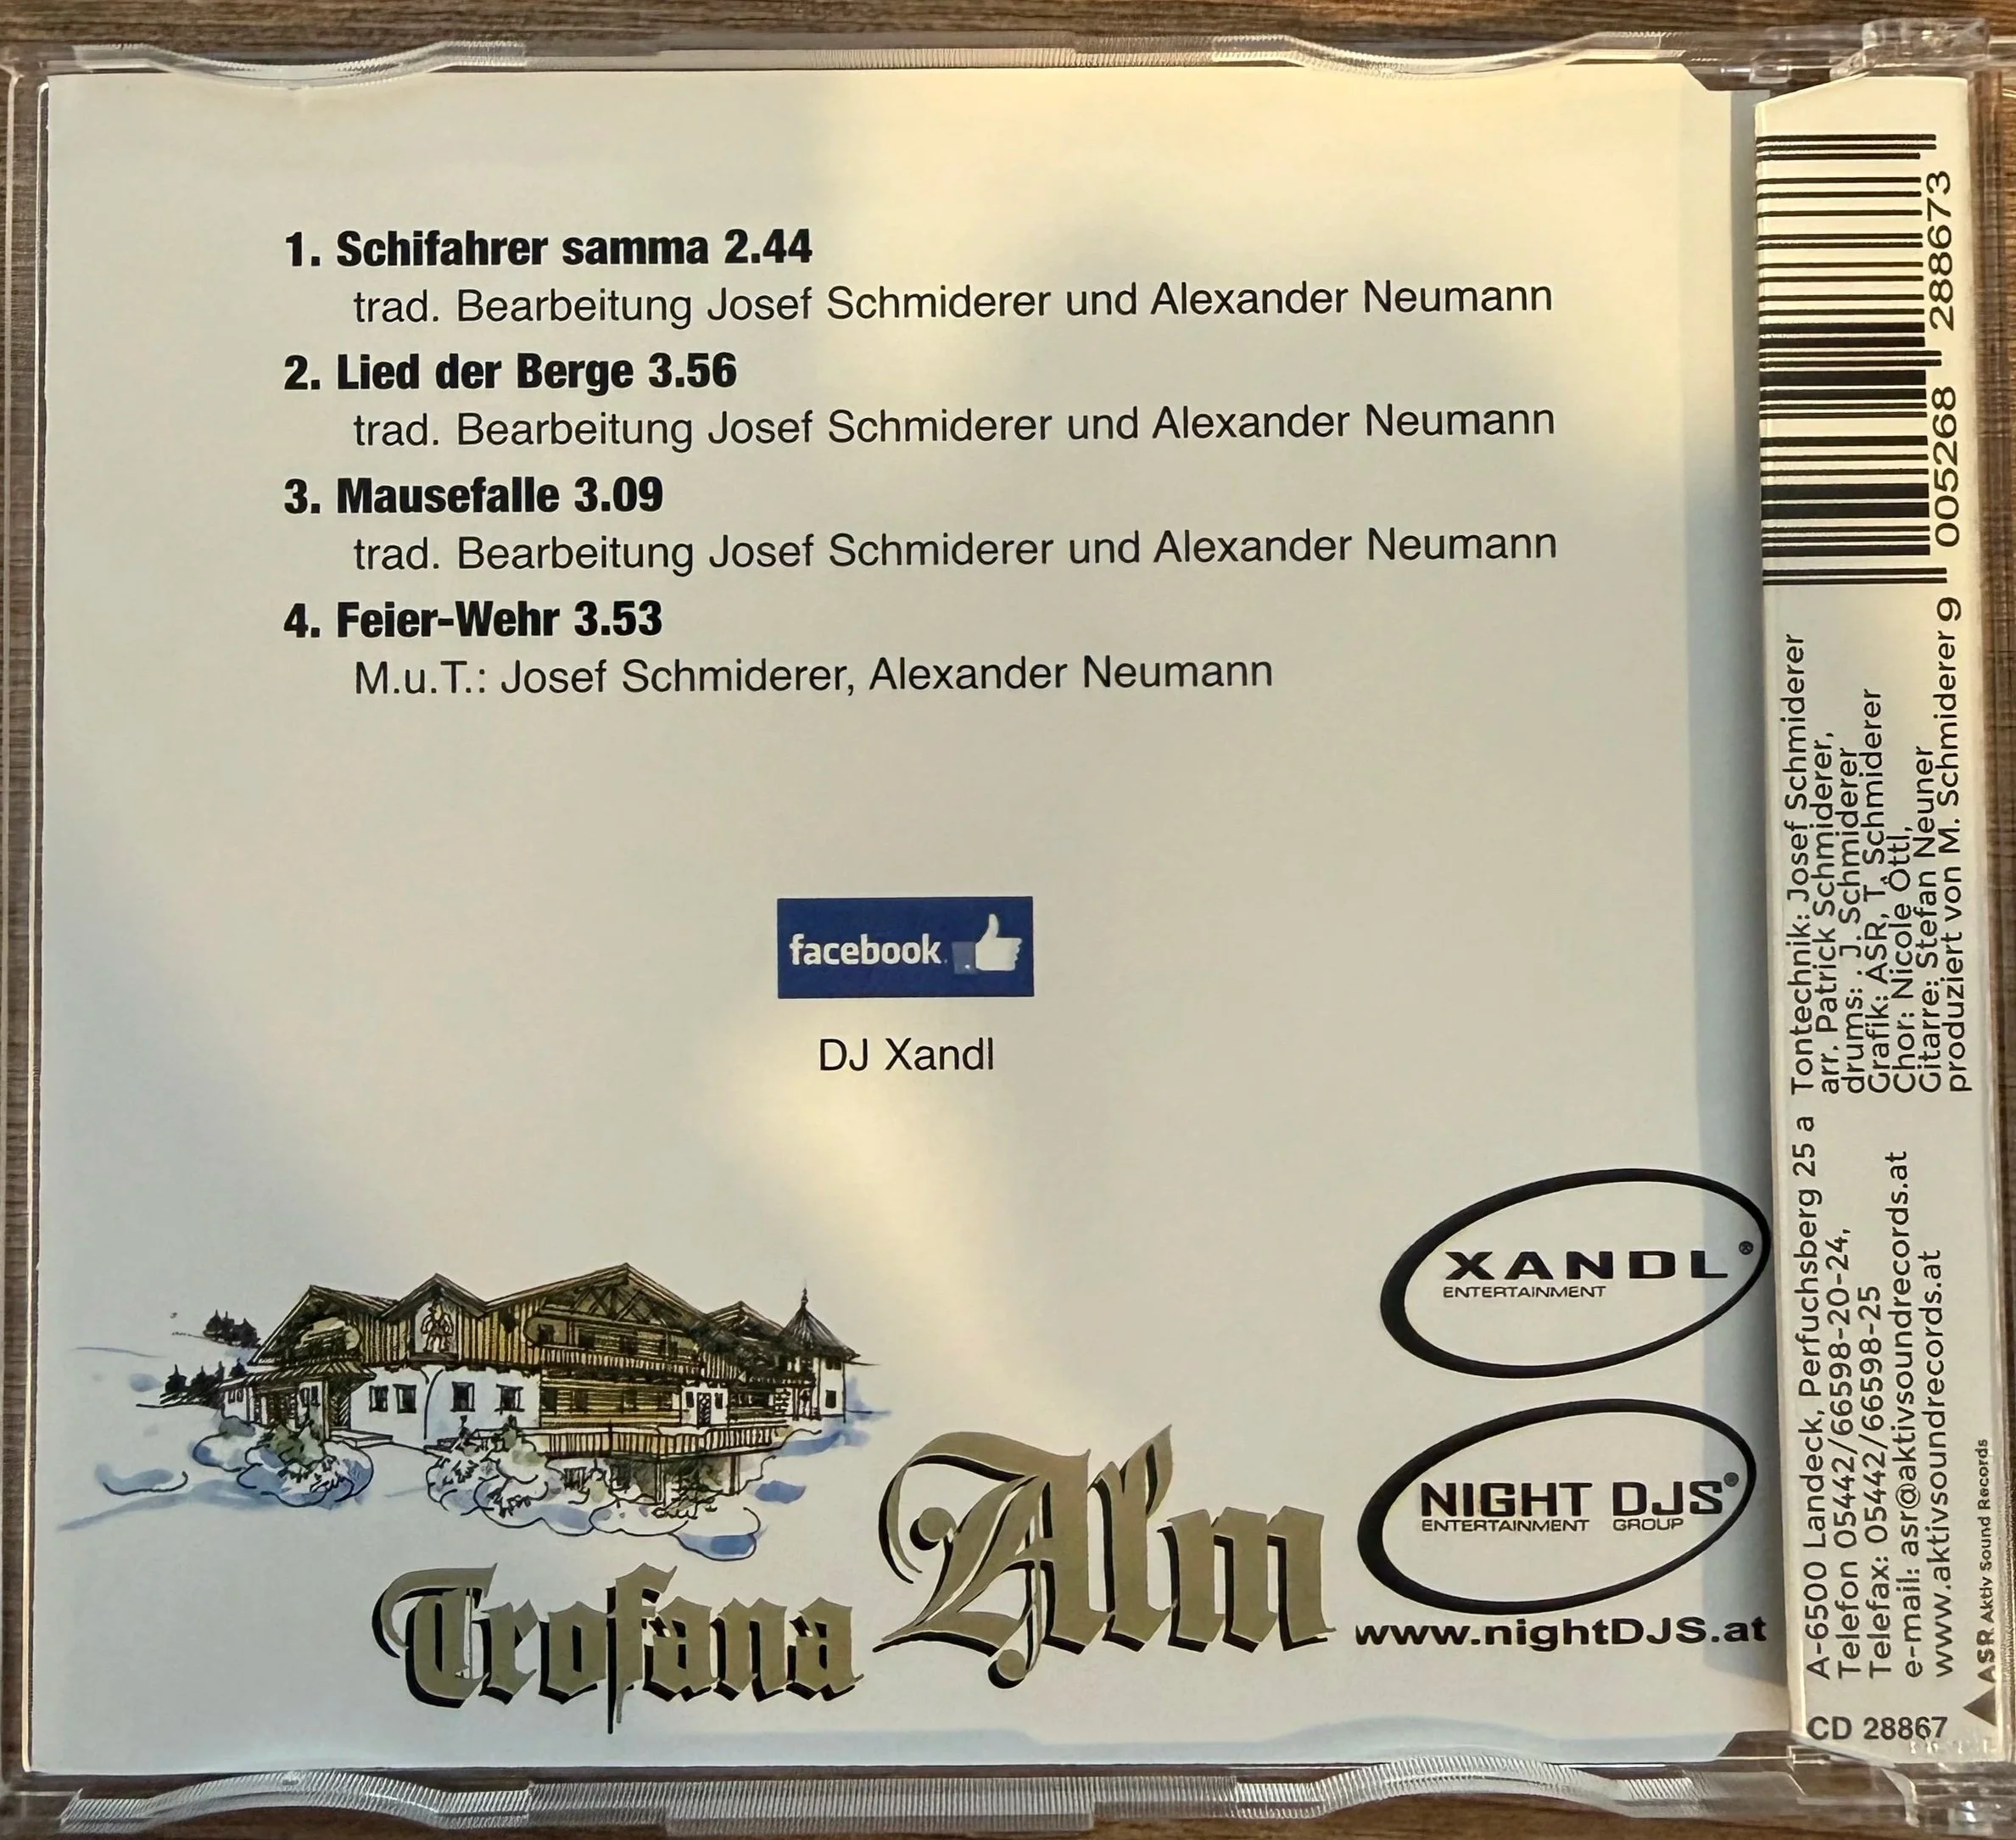 1. Schifahrer samma 2.44
trad. Bearbeitung Josef Schmiderer und Alexander Neumann
2. Lied der Berge 3.56
trad. Bearbeitung Josef Schmiderer und Alexander Neumann
3. Mausefalle 3.09
trad. Bearbeitung Josef Schmiderer und Alexander Neumann
4. Feier-Wehr 3.53
M.u.T.: Josef Schmiderer, Alexander Neumann
facebook
DJ Xandl
XANDL®
ENTERTAINMENT
NIGHT DJS®
ENTERTAINMENT GROUP
www.nightDJS.at
Trofana Alm
9 005268 288673
Tontechnik: Josef Schmiderer
arr. Patrick Schmiderer,
drums: : J. Schmiderer
Grafik: ASR, T. Schmiderer
Chor: Nicole Öttl,
Gitarre: Stefan Neuner
produziert von M. Schmiderer
A-6500 Landeck, Perfuchsberg 25 a
Telefon 05442/66598-20-24,
Telefax: 05442/66598-25
e-mail: asr@aktivsoundrecords.at
www.aktivsoundrecords.at
ASR Aktiv Sound Records
CD 28867